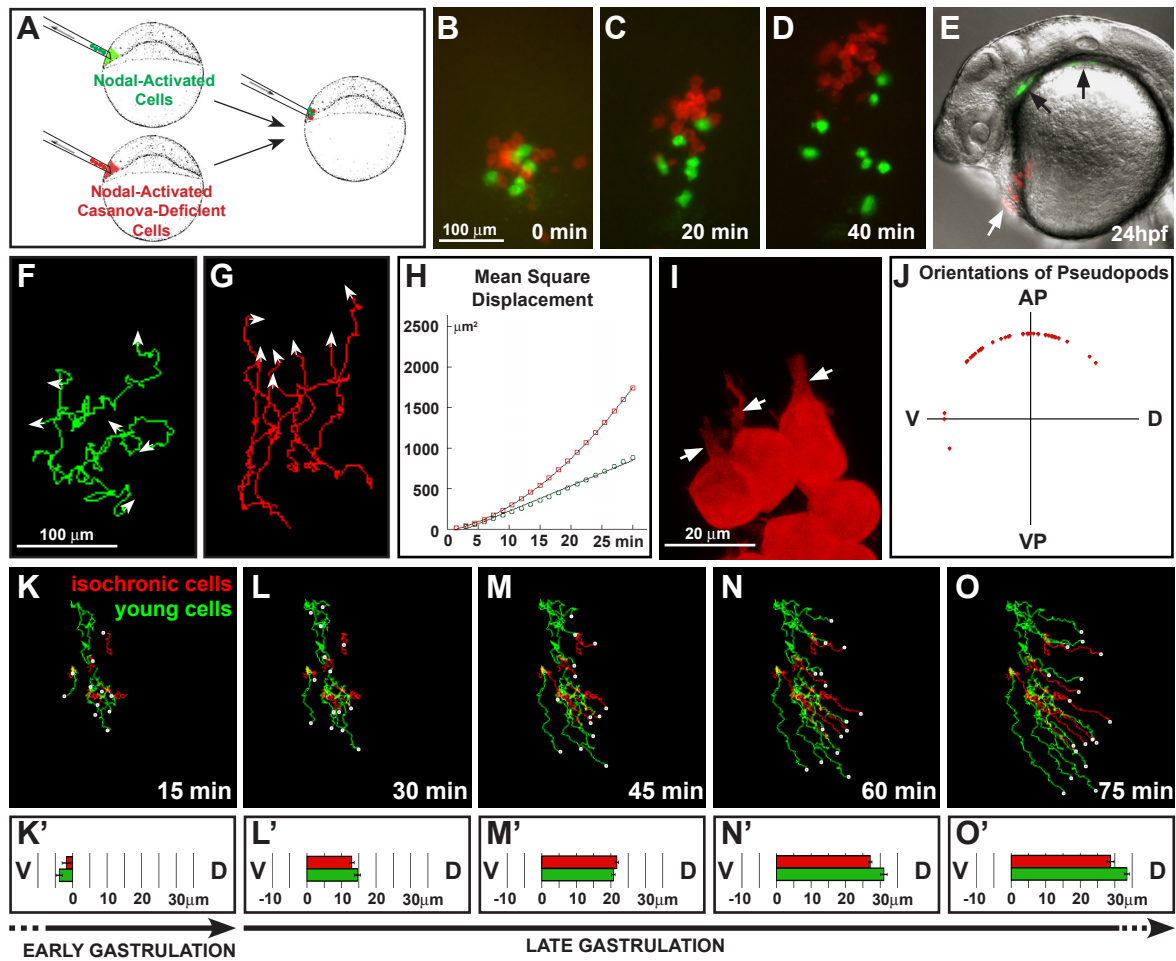 A
Nodal-Activated
Cells
Nodal-Activated
Casanova-Deficient
Cells
B
100 μm
0 min
C
20 min
D
40 min
E
24hpf
F
100 μm
G
H
Mean Square
Displacement
μm²
2500
2000
1500
1000
500
0
0 5 10 15 20 25 min
I
20 μm
J
Orientations of Pseudopods
AP
V
D
VP
K
isochronic cells
young cells
15 min
L
30 min
M
45 min
N
60 min
O
75 min
K'
V
D
0
30μm
L'
V
D
-10 0 10 20 30μm
M'
V
D
-10 0 10 20 30μm
N'
V
D
-10 0 10 20 30μm
O'
V
D
-10 0 10 20 30μm
EARLY GASTRULATION
LATE GASTRULATION